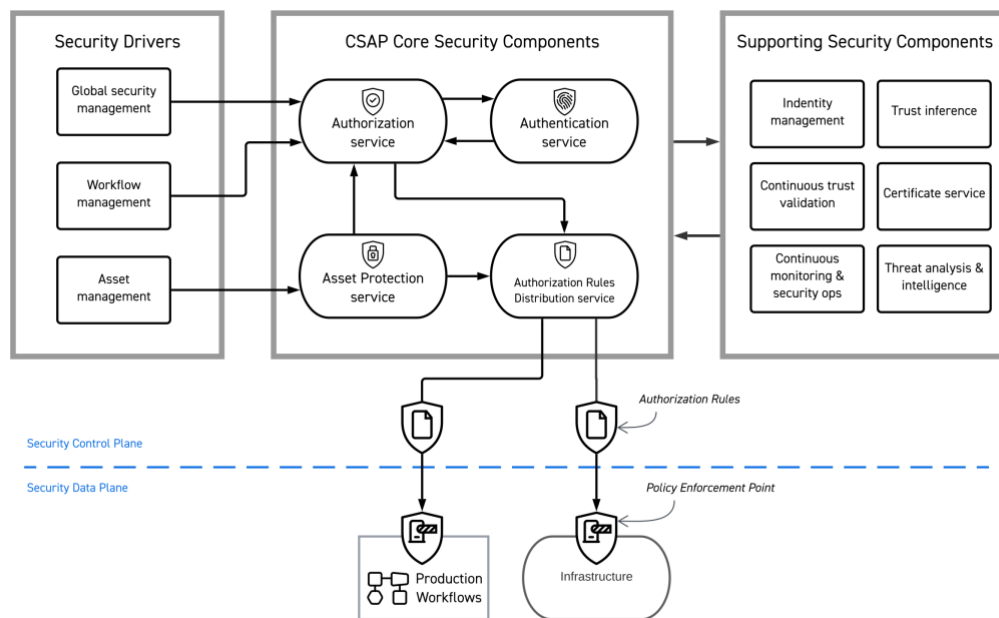 Security Drivers
Global security
management
Workflow
management
Asset
management
CSAP Core Security Components
Authorization
service
Authentication
service
Asset Protection
service
Authorization Rules
Distribution service
Supporting Security Components
Indentity
management
Trust inference
Continuous trust
validation
Certificate service
Continuous
monitoring &
security ops
Threat analysis &
intelligence
Authorization Rules
Security Control Plane
Security Data Plane
Policy Enforcement Point
Production
Workflows
Infrastructure